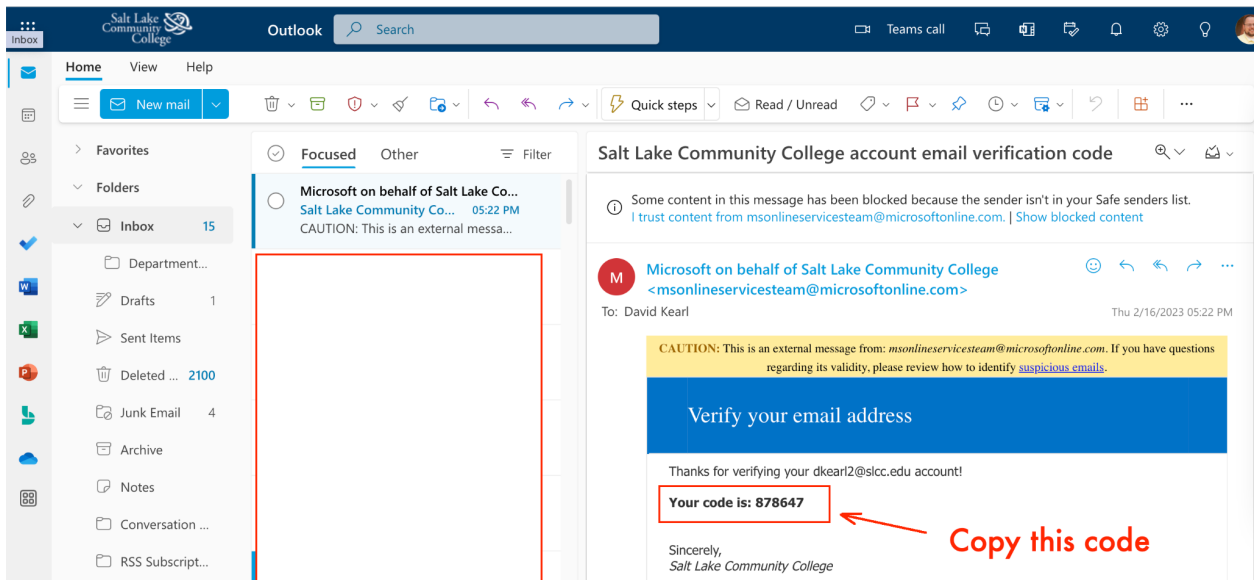 Salt Lake
Community
College
Inbox
Outlook
Search
Teams call
Home View Help
New mail
Quick steps
Read / Unread
Favorites
Folders
Inbox 15
Department...
Drafts 1
Sent Items
Deleted ... 2100
Junk Email 4
Archive
Notes
Conversation ...
RSS Subscript...
Focused Other Filter
Microsoft on behalf of Salt Lake Co...
Salt Lake Community Co... 05:22 PM
CAUTION: This is an external messa...
Salt Lake Community College account email verification code
Some content in this message has been blocked because the sender isn't in your Safe senders list.
I trust content from msonlineservicesteam@microsoftonline.com. | Show blocked content
M
Microsoft on behalf of Salt Lake Community College
<msonlineservicesteam@microsoftonline.com>
To: David Kearl
Thu 2/16/2023 05:22 PM
CAUTION: This is an external message from: msonlineservicesteam@microsoftonline.com. If you have questions
regarding its validity, please review how to identify suspicious emails.
Verify your email address
Thanks for verifying your dkearl2@slcc.edu account!
Your code is: 878647
Copy this code
Sincerely,
Salt Lake Community College